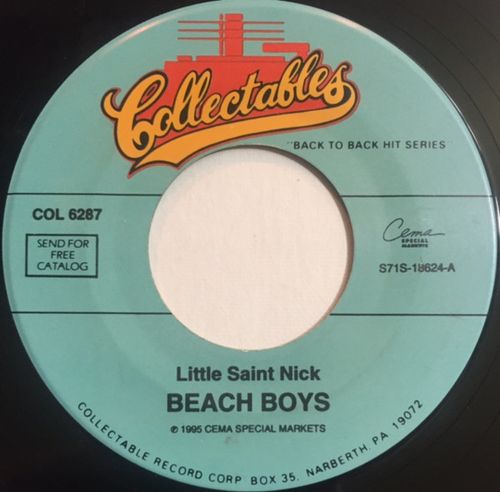 Collectables
"BACK TO BACK HIT SERIES"
COL 6287
SEND FOR
FREE
CATALOG
Cema
SPECIAL
MARKETS
S71S-18624-A
Little Saint Nick
BEACH BOYS
℗ 1995 CEMA SPECIAL MARKETS
COLLECTABLE RECORD CORP BOX 35, NARBERTH, PA 19072